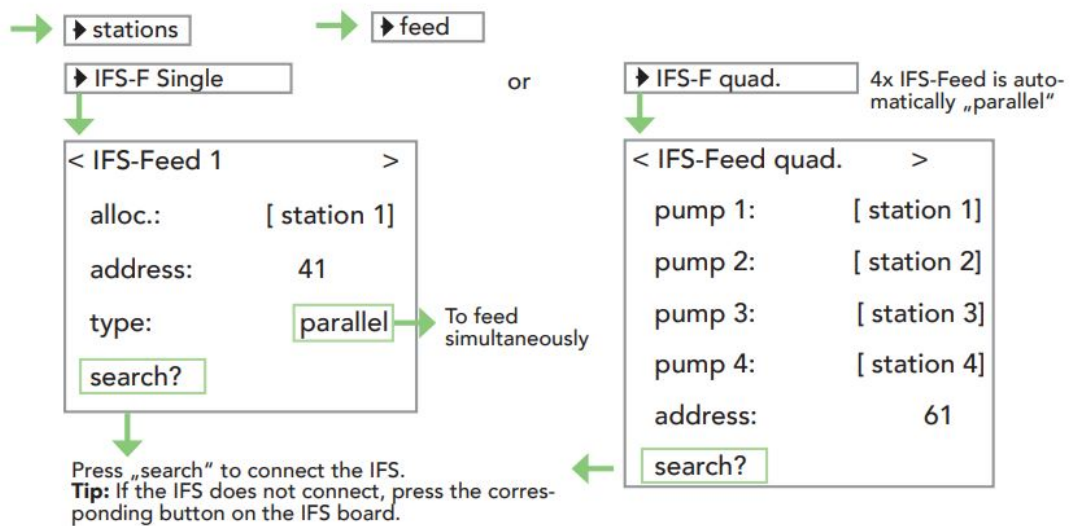 stations
feed
IFS-F Single
or
IFS-F quad.
4x IFS-Feed is auto-
matically „parallel“
< IFS-Feed 1 >
alloc.: [ station 1]
address: 41
type: parallel
To feed
simultaneously
search?
Press „search“ to connect the IFS.
Tip: If the IFS does not connect, press the corres-
ponding button on the IFS board.
< IFS-Feed quad. >
pump 1: [ station 1]
pump 2: [ station 2]
pump 3: [ station 3]
pump 4: [ station 4]
address: 61
search?